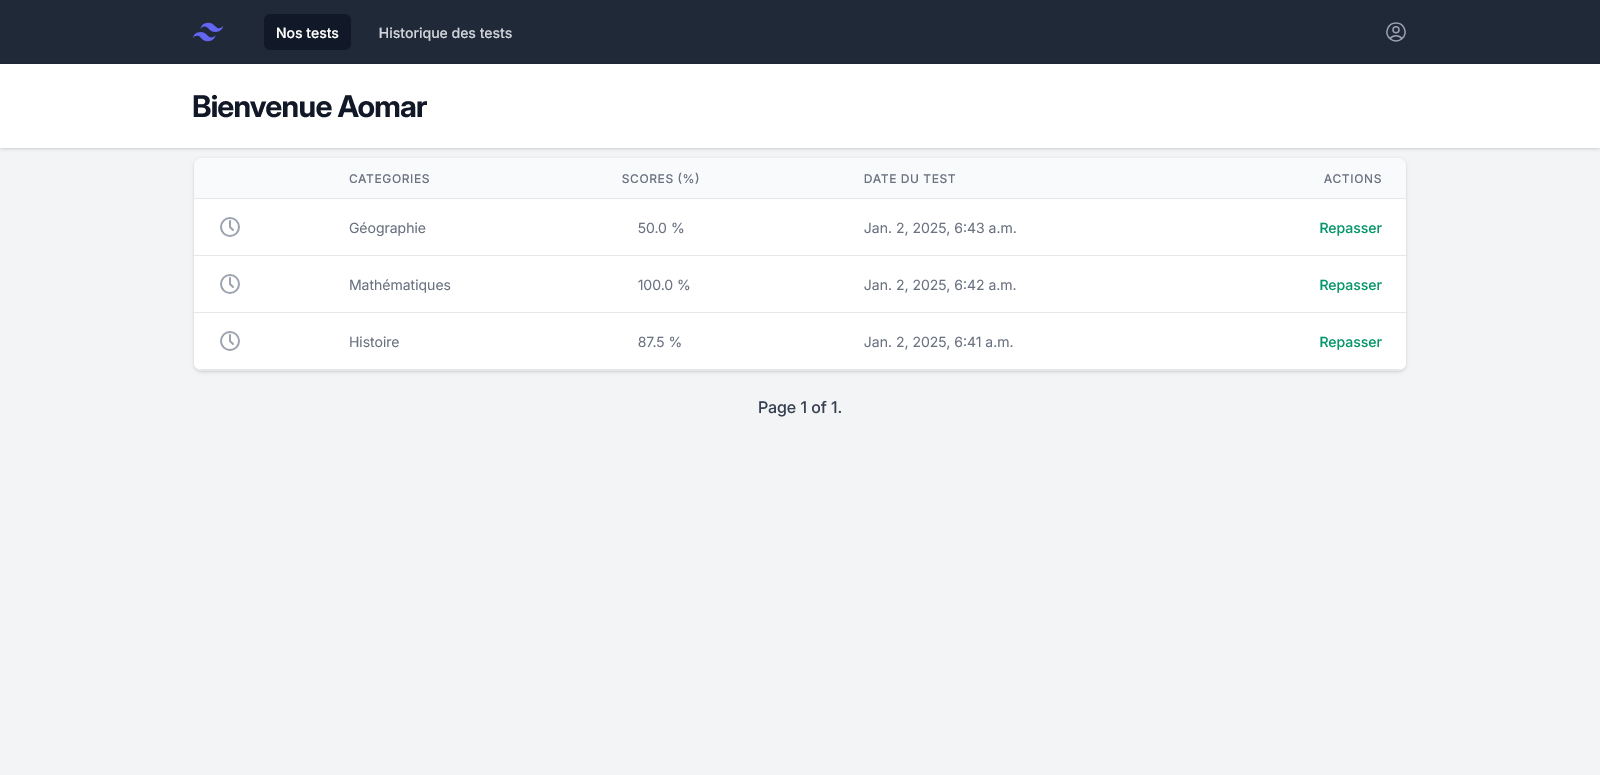 Nos tests Historique des tests
Bienvenue Aomar
CATEGORIES SCORES (%) DATE DU TEST ACTIONS
Géographie 50.0 % Jan. 2, 2025, 6:43 a.m. Repasser
Mathématiques 100.0 % Jan. 2, 2025, 6:42 a.m. Repasser
Histoire 87.5 % Jan. 2, 2025, 6:41 a.m. Repasser
Page 1 of 1.